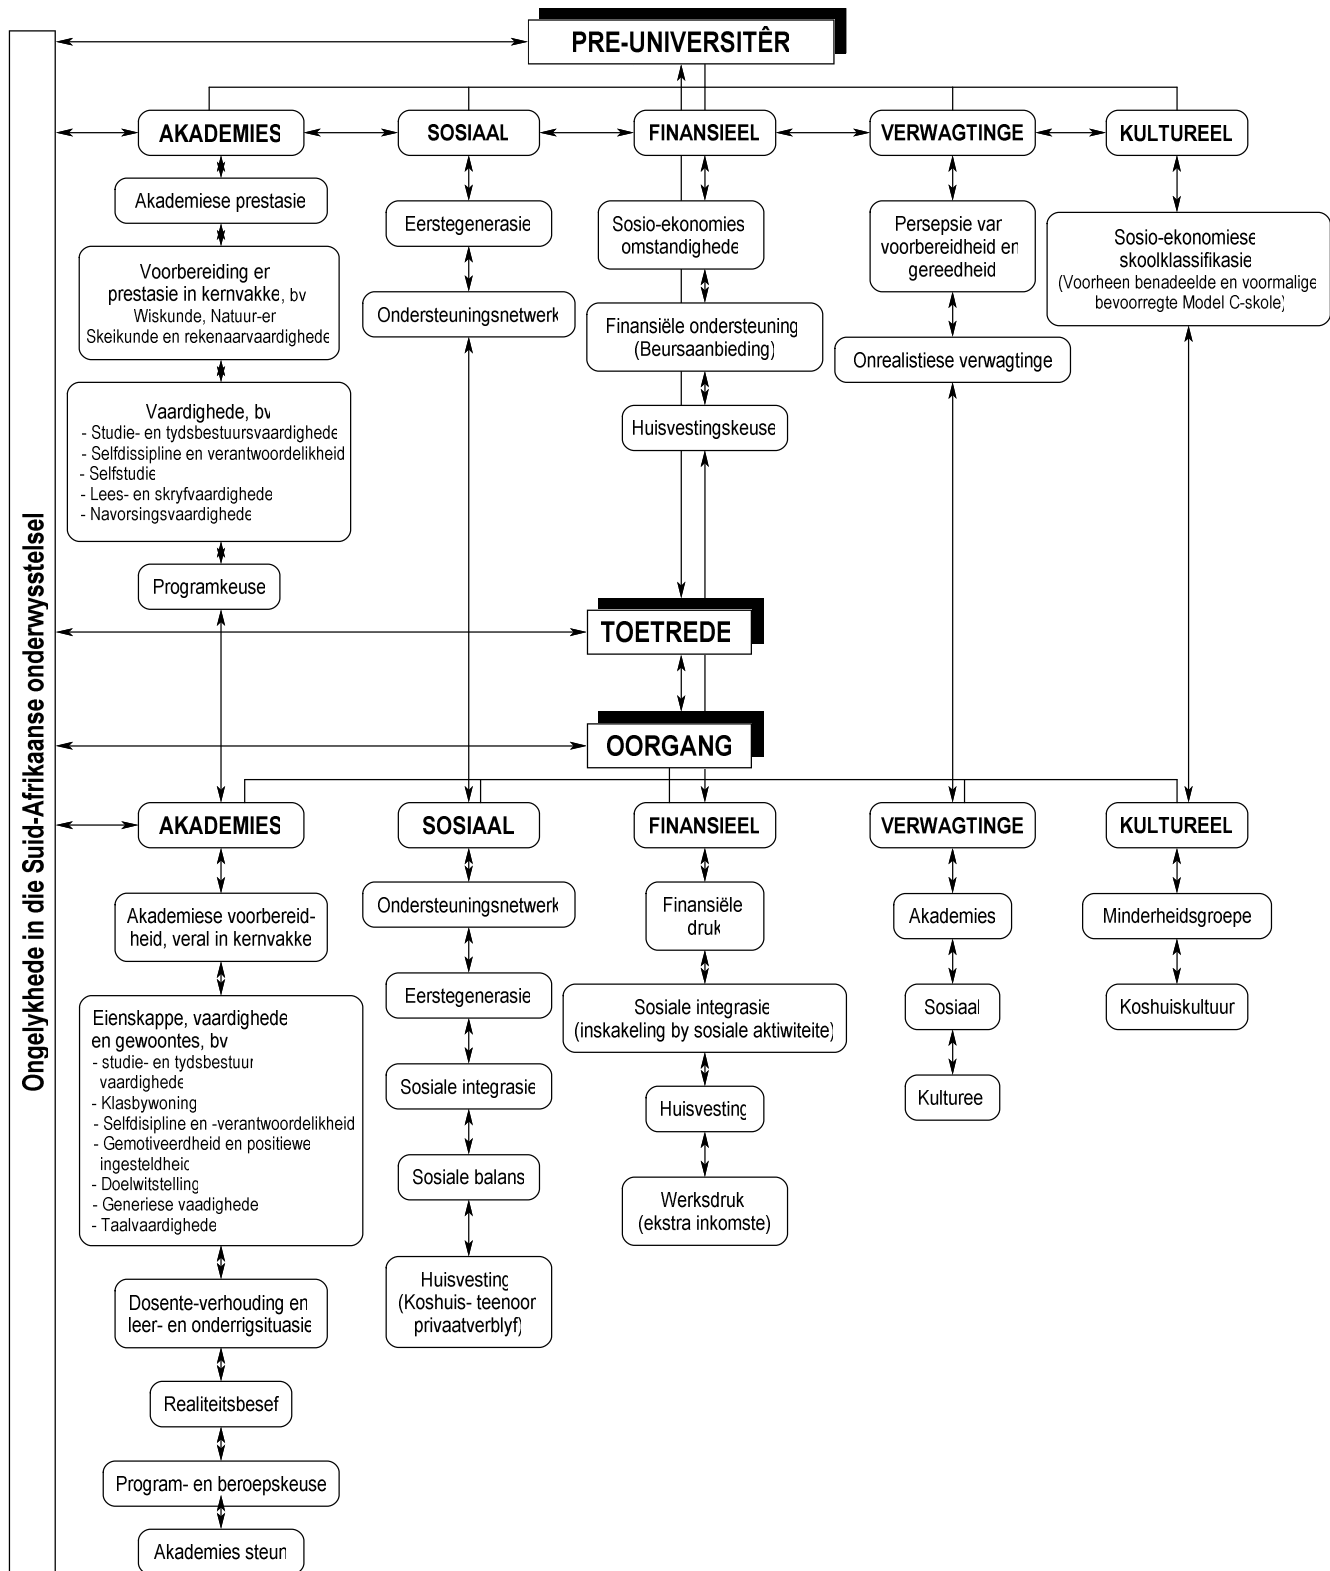 PRE-UNIVERSITÊR
AKADEMIES
SOSIAAL
FINANSIEEL
VERWAGTINGE
KULTUREEL
Akademiese prestasie
Voorbereiding er
prestasie in kernvakke, bv
Wiskunde, Natuur-er
Skeikunde en rekenaarvaardighede
Vaardighede, bv
- Studie- en tydsbestuursvaardighede
- Selfdissipline en verantwoordelikheid
- Selfstudie
- Lees- en skryfvaardighede
- Navorsingsvaardighede
Programkeuse
Eerstegenerasie
Ondersteuningsnetwerk
Sosio-ekonomies
omstandighede
Finansiële ondersteuning
(Beursaanbieding)
Huisvestingskeuse
Persepsie var
voorbereidheid en
gereedheid
Onrealistiese verwagtinge
Sosio-ekonomiese
skoolklassifikasie
(Voorheen benadeelde en voormalige
bevoorregte Model C-skole)
Ongelykhede in die Suid-Afrikaanse onderwysstelsel
TOETREDE
OORGANG
AKADEMIES
SOSIAAL
FINANSIEEL
VERWAGTINGE
KULTUREEL
Akademiese voorbereid-
heid, veral in kernvakke
Eienskappe, vaardighede
en gewoontes, bv
- studie- en tydsbestuur
vaardighede
- Klasbywoning
- Selfdisipline en -verantwoordelikheid
- Gemotiveerdheid en positiewe
ingesteldheid
- Doelwitstelling
- Generiese vaadighede
- Taalvaardighede
Dosente-verhouding en
leer- en onderrigsituasie
Realiteitsbesef
Program- en beroepskeuse
Akademies steun
Ondersteuningsnetwerk
Eerstegenerasie
Sosiale integrasie
Sosiale balans
Huisvesting
(Koshuis- teenoor
privaatverblyf)
Finansiële
druk
Sosiale integrasie
(inskakeling by sosiale aktiwiteite)
Huisvesting
Werksdruk
(ekstra inkomste)
Akademies
Sosiaal
Kulturee
Minderheidsgroepe
Koshuiskultuur